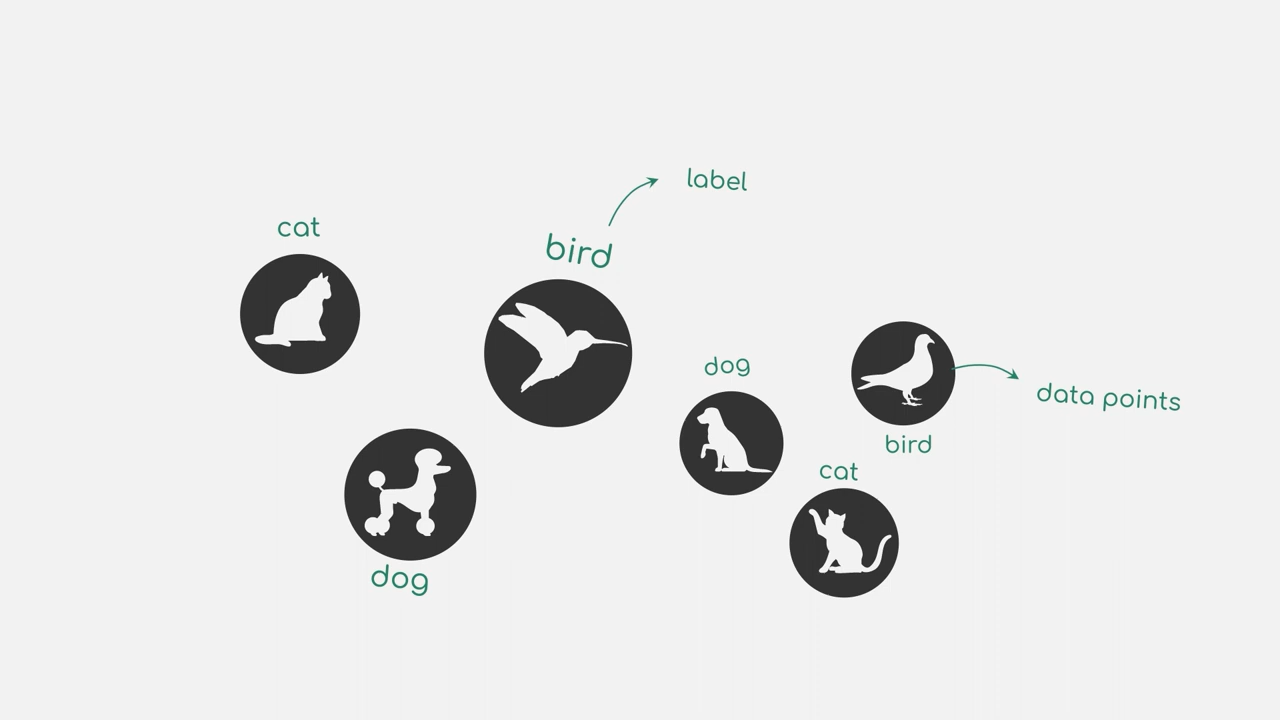 label
cat
bird
dog
data points
bird
cat
dog